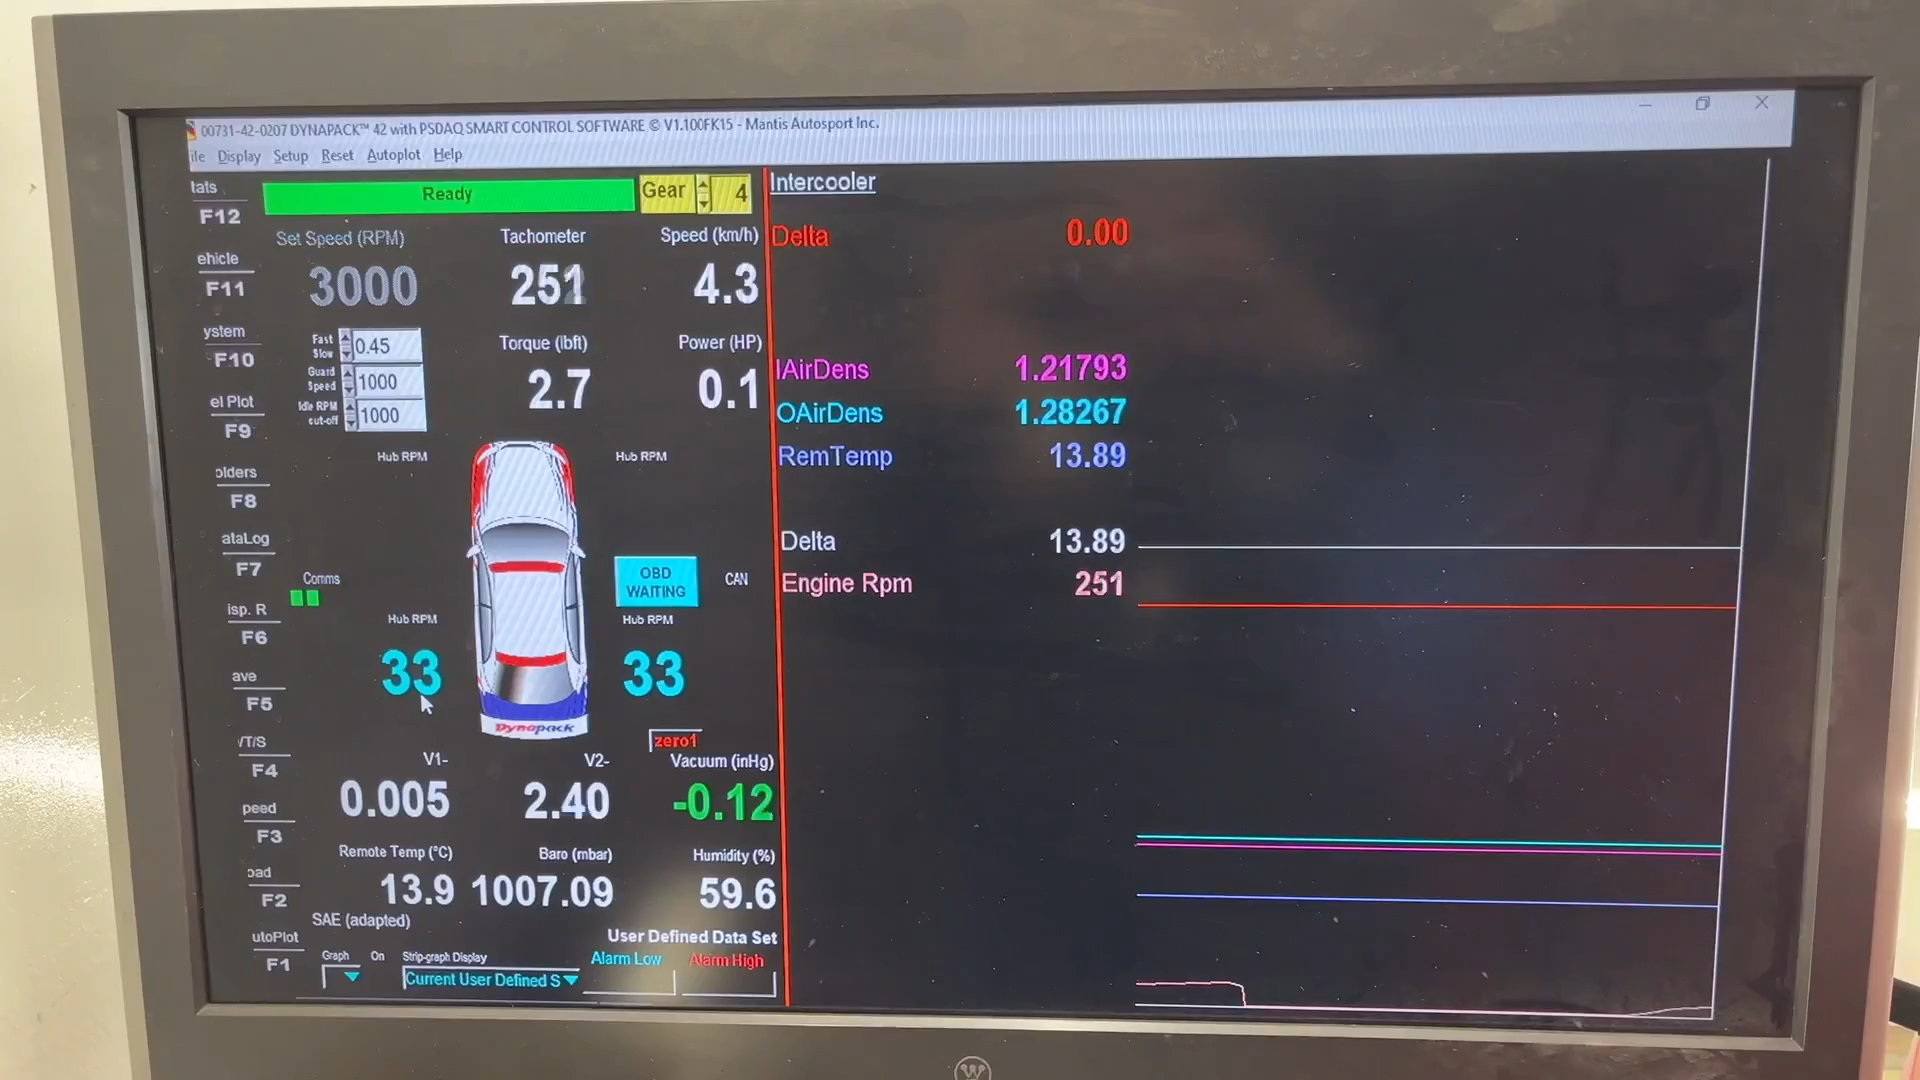 00731-42-0207 DYNAPACK™ 42 with PSDAQ SMART CONTROL SOFTWARE © V1.100FK15 - Mantis Autosport Inc.
ile Display Setup Reset Autoplot Help
tats
F12
ehicle
F11
ystem
F10
el Plot
F9
olders
F8
ataLog
F7
isp. R
F6
ave
F5
/T/S
F4
peed
F3
oad
F2
utoPlot
F1
Ready
Gear 4
Set Speed (RPM) Tachometer Speed (km/h)
3000 251 4.3
Fast Slow 0.45
Guard Speed 1000
Idle RPM cut-off 1000
Torque (lbft) Power (HP)
2.7 0.1
Hub RPM Hub RPM
Comms
OBD WAITING
CAN
Hub RPM Hub RPM
33 33
Dynapack
zero1
V1- V2- Vacuum (inHg)
0.005 2.40 -0.12
Remote Temp (°C) Baro (mbar) Humidity (%)
13.9 1007.09 59.6
SAE (adapted)
User Defined Data Set
Graph On Strip-graph Display Alarm Low Alarm High
Current User Defined S
Intercooler
Delta 0.00
IAirDens 1.21793
OAirDens 1.28267
RemTemp 13.89
Delta 13.89
Engine Rpm 251
W